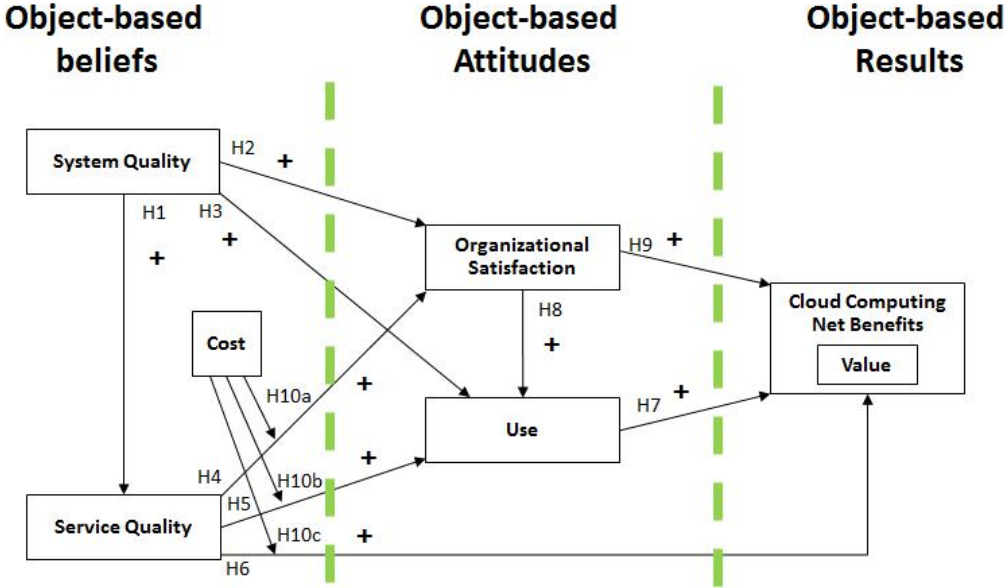 Object-based
beliefs
Object-based
Attitudes
Object-based
Results
System Quality
H2
+
H1
H3
+
+
Organizational
Satisfaction
H9
+
Cloud Computing
Net Benefits
Value
Cost
H8
+
H10a
+
H7
+
Use
H4
+
H10b
H5
Service Quality
H10c
+
H6